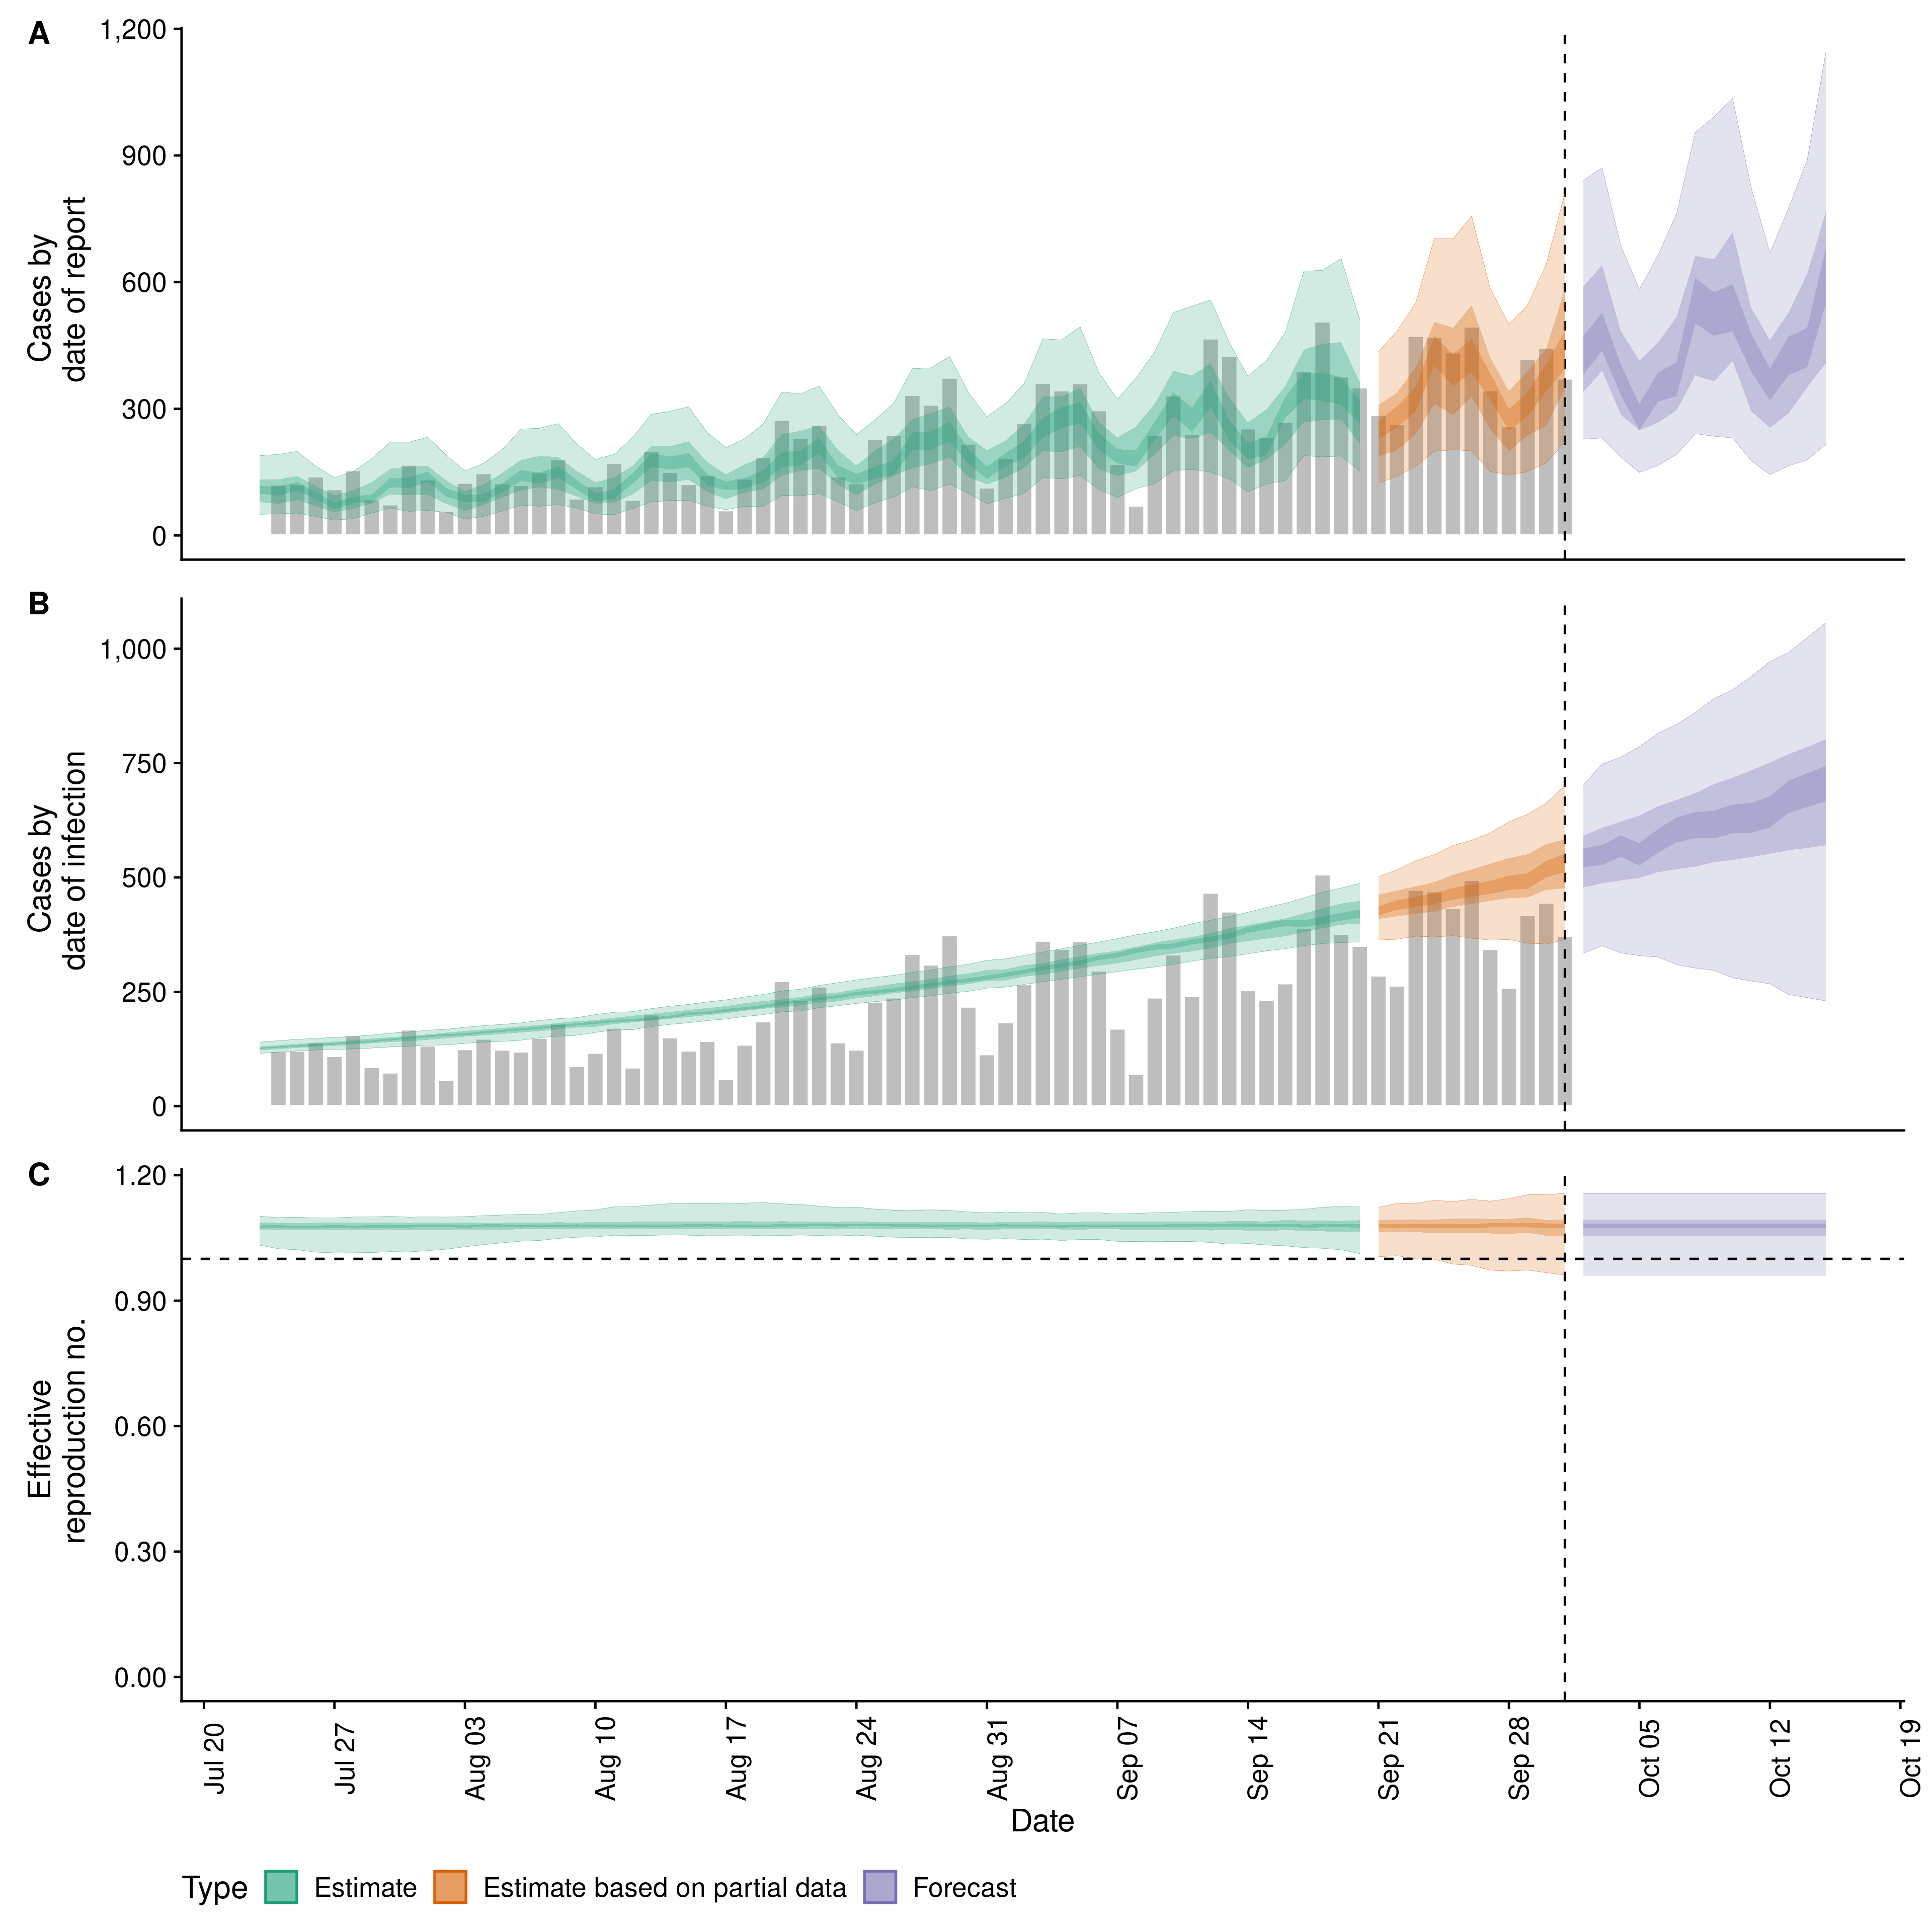 A
1,200
900
600
300
0
Cases by
date of report
B
1,000
750
500
250
0
Cases by
date of infection
C
1.20
0.90
0.60
0.30
0.00
Effective
reproduction no.
Jul 20
Jul 27
Aug 03
Aug 10
Aug 17
Aug 24
Aug 31
Sep 07
Sep 14
Sep 21
Sep 28
Oct 05
Oct 12
Oct 19
Date
Type Estimate Estimate based on partial data Forecast